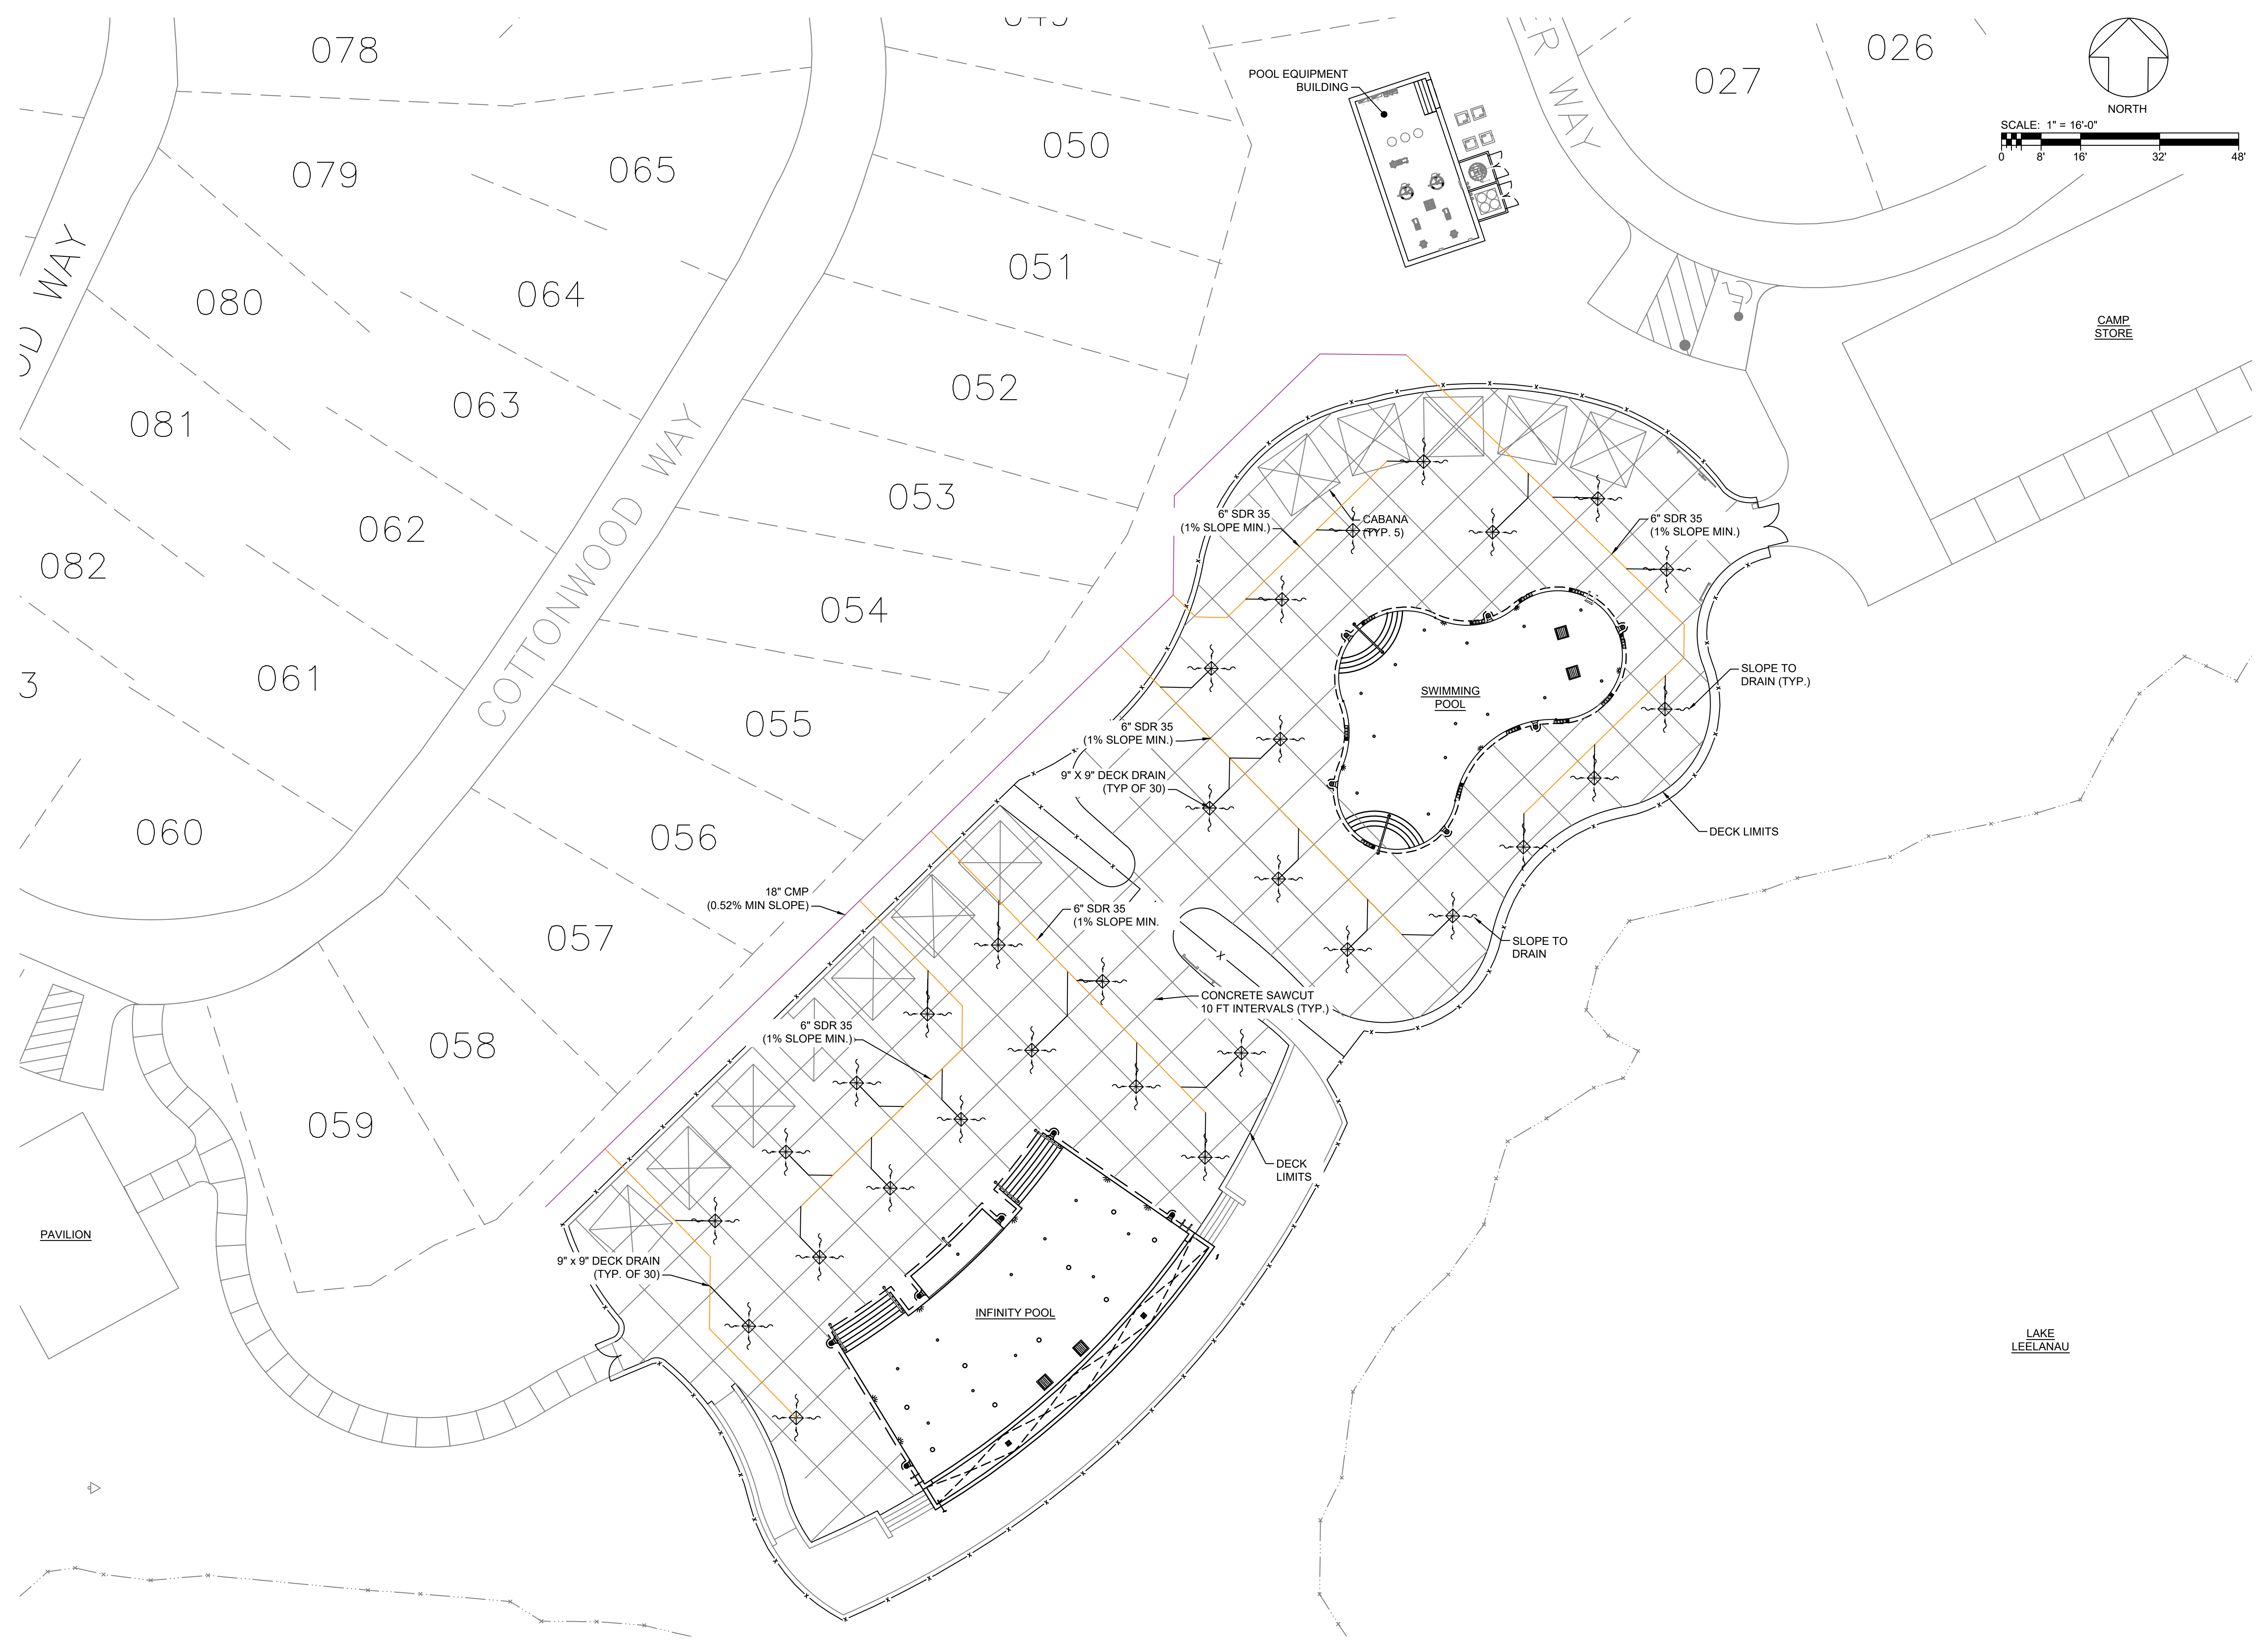 078
049
026
027
NORTH
SCALE: 1" = 16'-0"
0 8' 16' 32' 48'
POOL EQUIPMENT
BUILDING
ER WAY
050
079
065
WAY
051
080
064
CAMP
STORE
OD
052
063
081
053
6" SDR 35
(1% SLOPE MIN.)
CABANA
(TYP. 5)
6" SDR 35
(1% SLOPE MIN.)
062
COTTONWOOD WAY
082
054
061
3
SLOPE TO
DRAIN (TYP.)
SWIMMING
POOL
055
6" SDR 35
(1% SLOPE MIN.)
9" X 9" DECK DRAIN
(TYP OF 30)
060
056
DECK LIMITS
18" CMP
(0.52% MIN SLOPE)
6" SDR 35
(1% SLOPE MIN.
057
SLOPE TO
DRAIN
CONCRETE SAWCUT
10 FT INTERVALS (TYP.)
6" SDR 35
(1% SLOPE MIN.)
058
059
DECK
LIMITS
PAVILION
9" x 9" DECK DRAIN
(TYP. OF 30)
INFINITY POOL
LAKE
LEELANAU